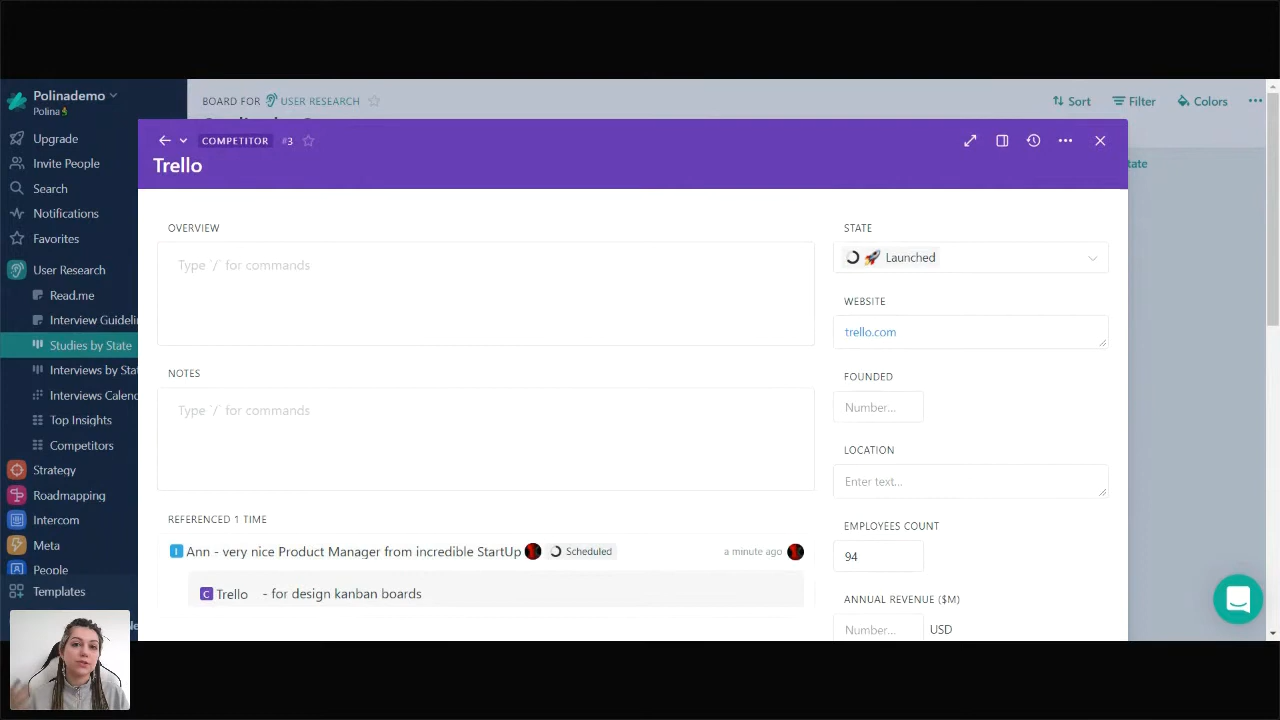 Polinademo
Polina
Upgrade
Invite People
Search
Notifications
Favorites
User Research
Read.me
Interview Guideli
Studies by State
Interviews by Stat
Interviews Calend
Top Insights
Competitors
Strategy
Roadmapping
Intercom
Meta
People
Templates
BOARD FOR USER RESEARCH
Sort
Filter
Colors
COMPETITOR #3
Trello
OVERVIEW
Type '/' for commands
NOTES
Type '/' for commands
REFERENCED 1 TIME
I Ann - very nice Product Manager from incredible StartUp Scheduled a minute ago
C Trello - for design kanban boards
STATE
Launched
WEBSITE
trello.com
FOUNDED
Number...
LOCATION
Enter text...
EMPLOYEES COUNT
94
ANNUAL REVENUE ($M)
Number... USD
tate